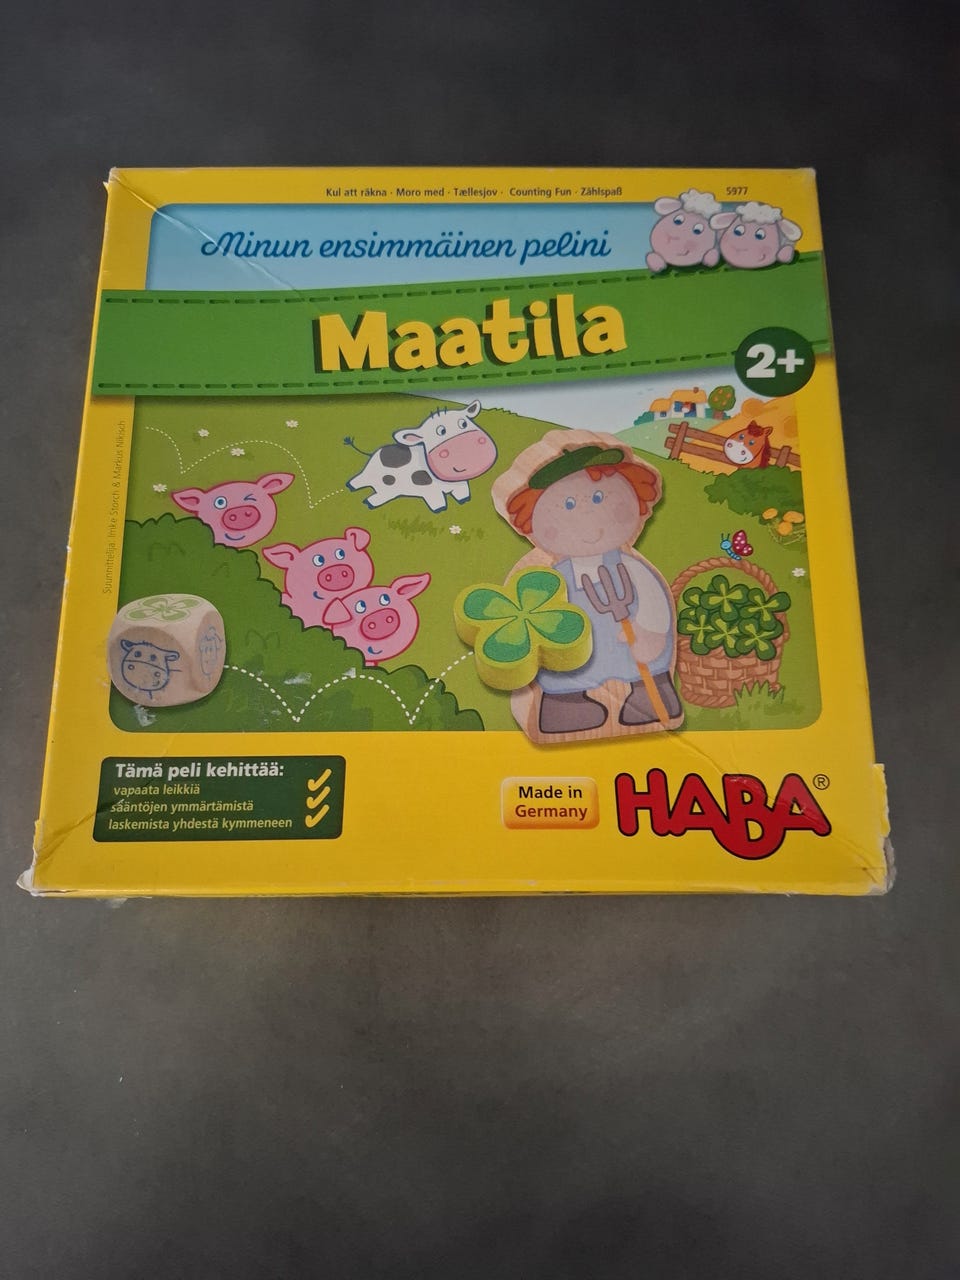 Kul att räkna · Moro med · Tællesjov · Counting Fun · Zählspaß
5977
Minun ensimmäinen pelini
Maatila
2+
Suunnittelija: Imke Storch & Markus Nikisch
Tämä peli kehittää:
vapaata leikkiä
sääntöjen ymmärtämistä
laskemista yhdestä kymmeneen
Made in
Germany
HABA®